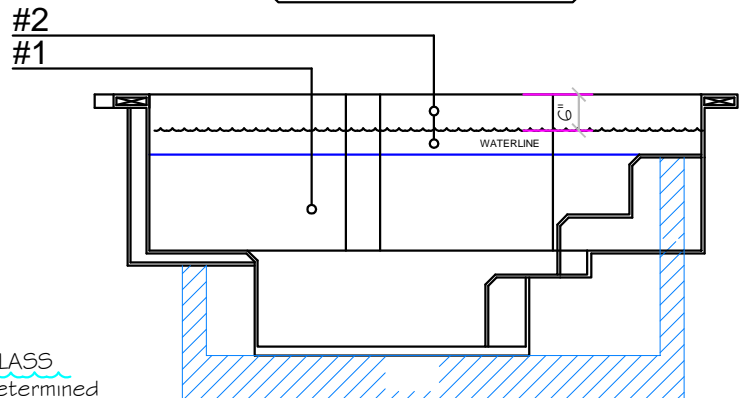 #2
#1
6"
WATERLINE
LASS
etermined